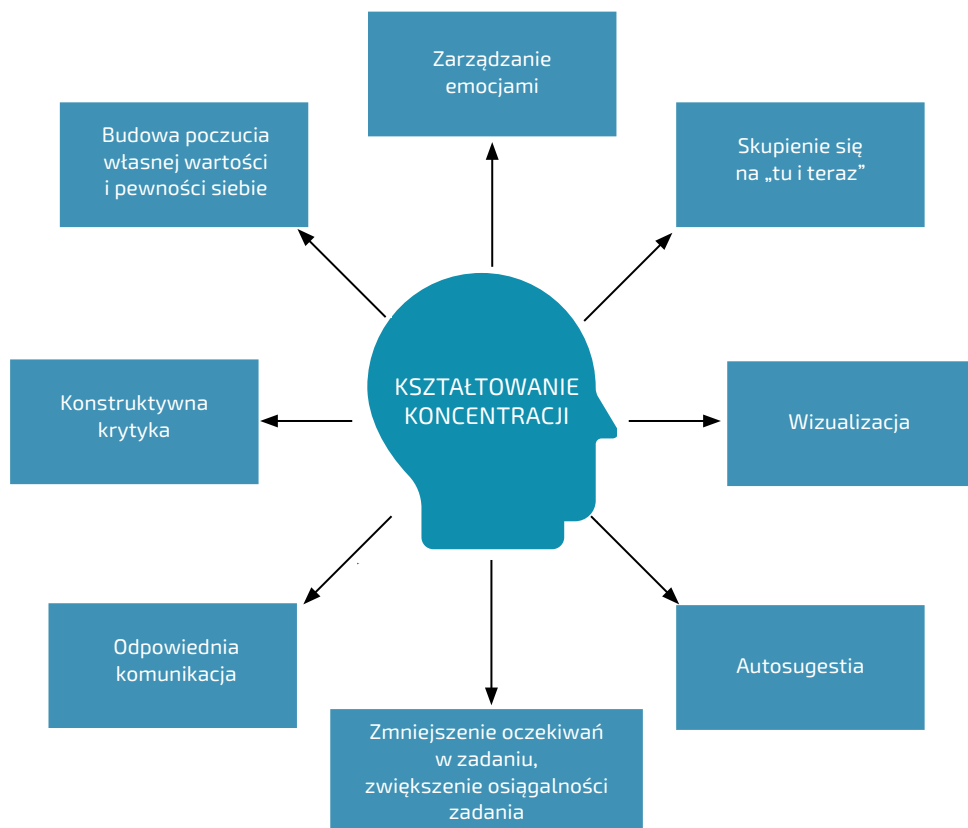 Zarządzanie
emocjami
Budowa poczucia
własnej wartości
i pewności siebie
Skupienie się
na „tu i teraz”
KSZTAŁTOWANIE
KONCENTRACJI
Konstruktywna
krytyka
Wizualizacja
Odpowiednia
komunikacja
Autosugestia
Zmniejszenie oczekiwań
w zadaniu,
zwiększenie osiągalności
zadania